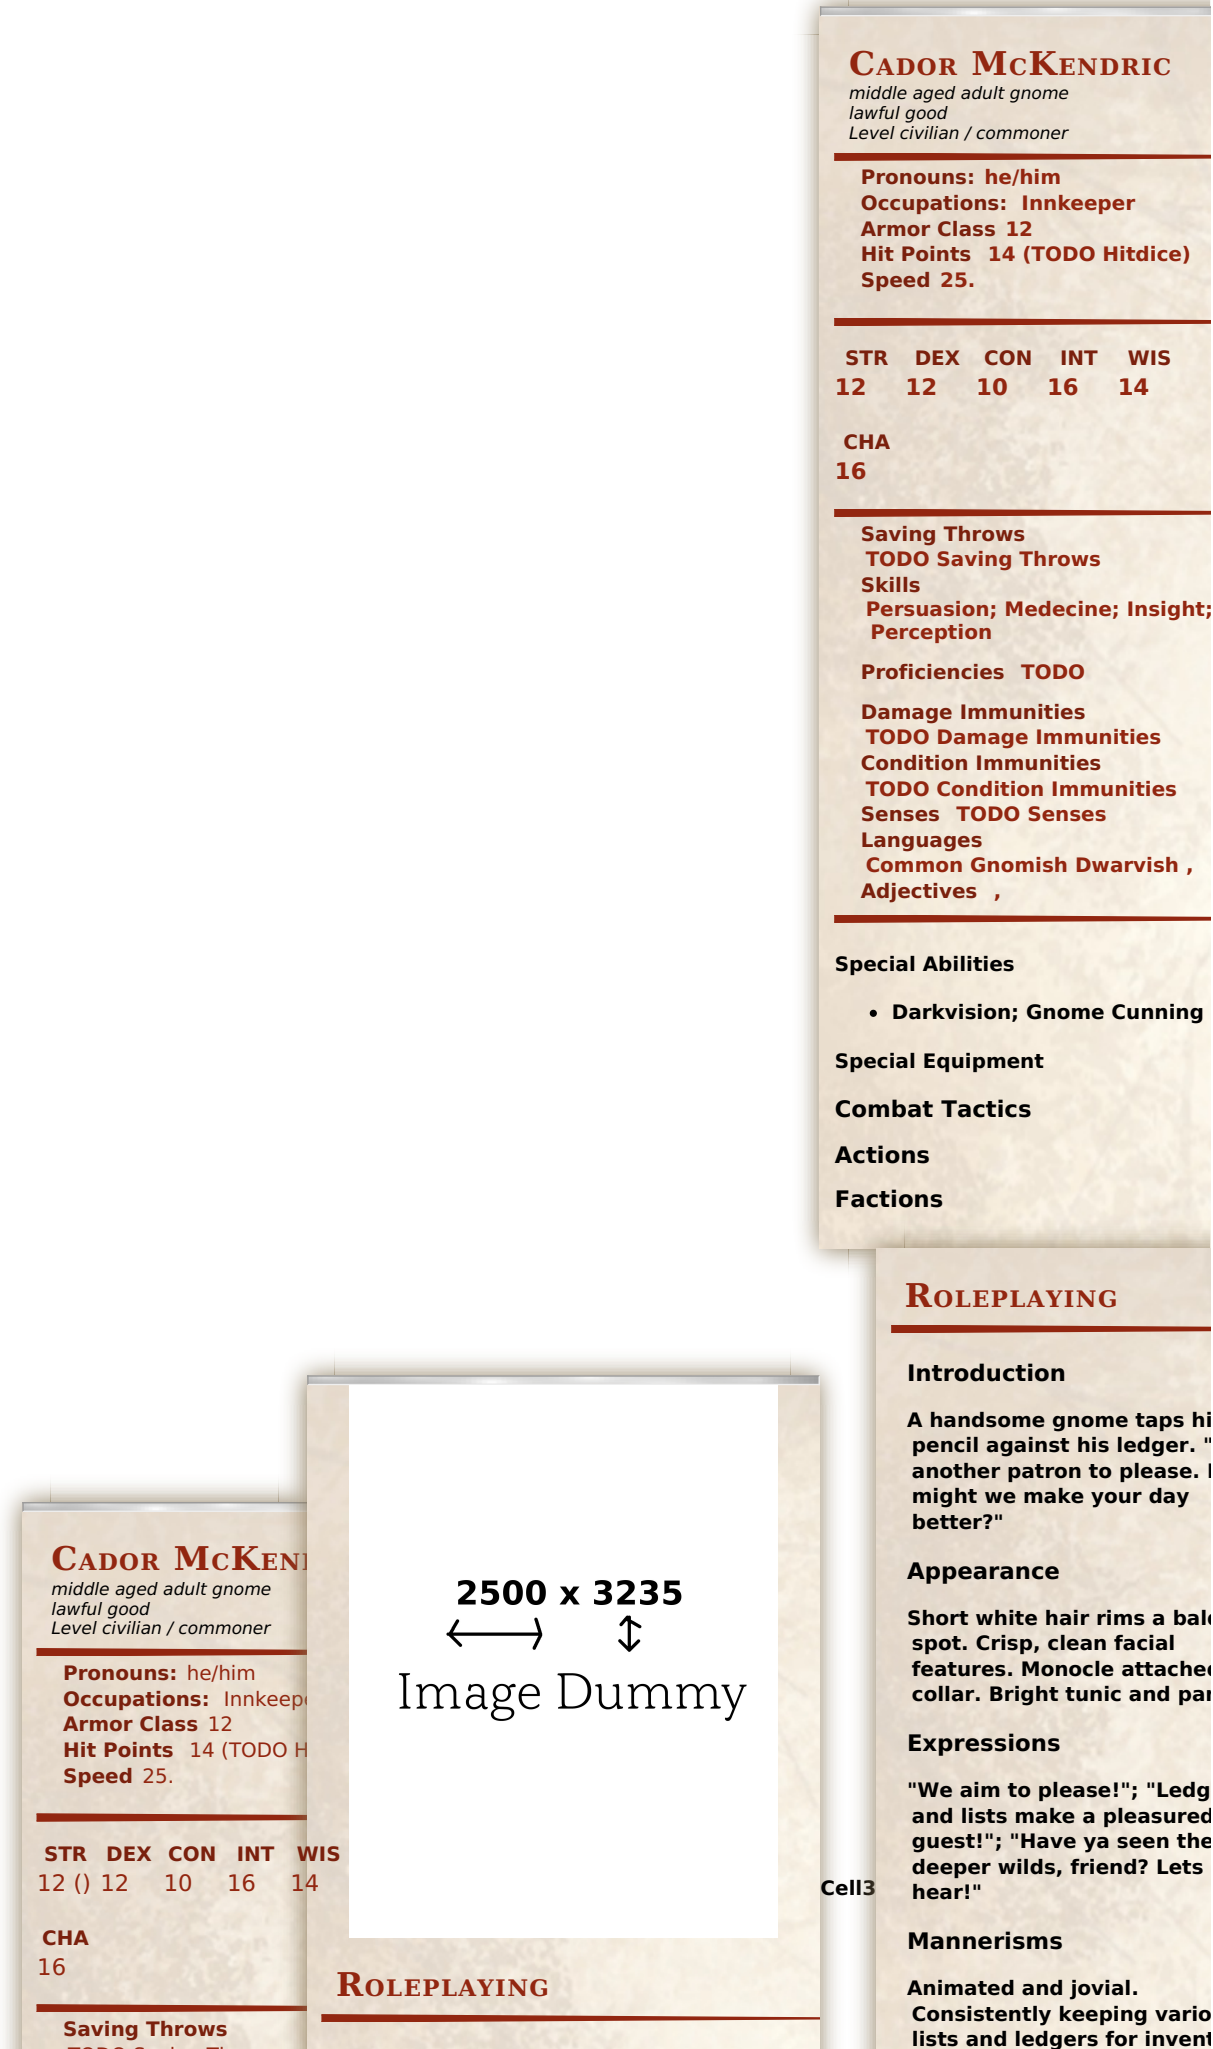 Cador McKendric
middle aged adult gnome
lawful good
Level civilian / commoner
Pronouns: he/him
Occupations: Innkeeper
Armor Class 12
Hit Points 14 (TODO Hitdice)
Speed 25.
STR DEX CON INT WIS
12 12 10 16 14
CHA
16
Saving Throws
TODO Saving Throws
Skills
Persuasion; Medecine; Insight;
Perception
Proficiencies TODO
Damage Immunities
TODO Damage Immunities
Condition Immunities
TODO Condition Immunities
Senses TODO Senses
Languages
Common Gnomish Dwarvish ,
Adjectives ,
Special Abilities
• Darkvision; Gnome Cunning
Special Equipment
Combat Tactics
Actions
Factions
Roleplaying
Introduction
A handsome gnome taps hi
pencil against his ledger. "
another patron to please.
might we make your day
better?"
Appearance
Short white hair rims a bald
spot. Crisp, clean facial
features. Monocle attached
collar. Bright tunic and pan
Expressions
"We aim to please!"; "Ledg
and lists make a pleasured
guest!"; "Have ya seen the
deeper wilds, friend? Lets
hear!"
Mannerisms
Animated and jovial.
Consistently keeping vario
lists and ledgers for invent
Cador McKen
middle aged adult gnome
lawful good
Level civilian / commoner
Pronouns: he/him
Occupations: Innkeep
Armor Class 12
Hit Points 14 (TODO H
Speed 25.
STR DEX CON INT WIS
12 () 12 10 16 14
CHA
16
Saving Throws
2500 x 3235
Image Dummy
Roleplaying
Cell3